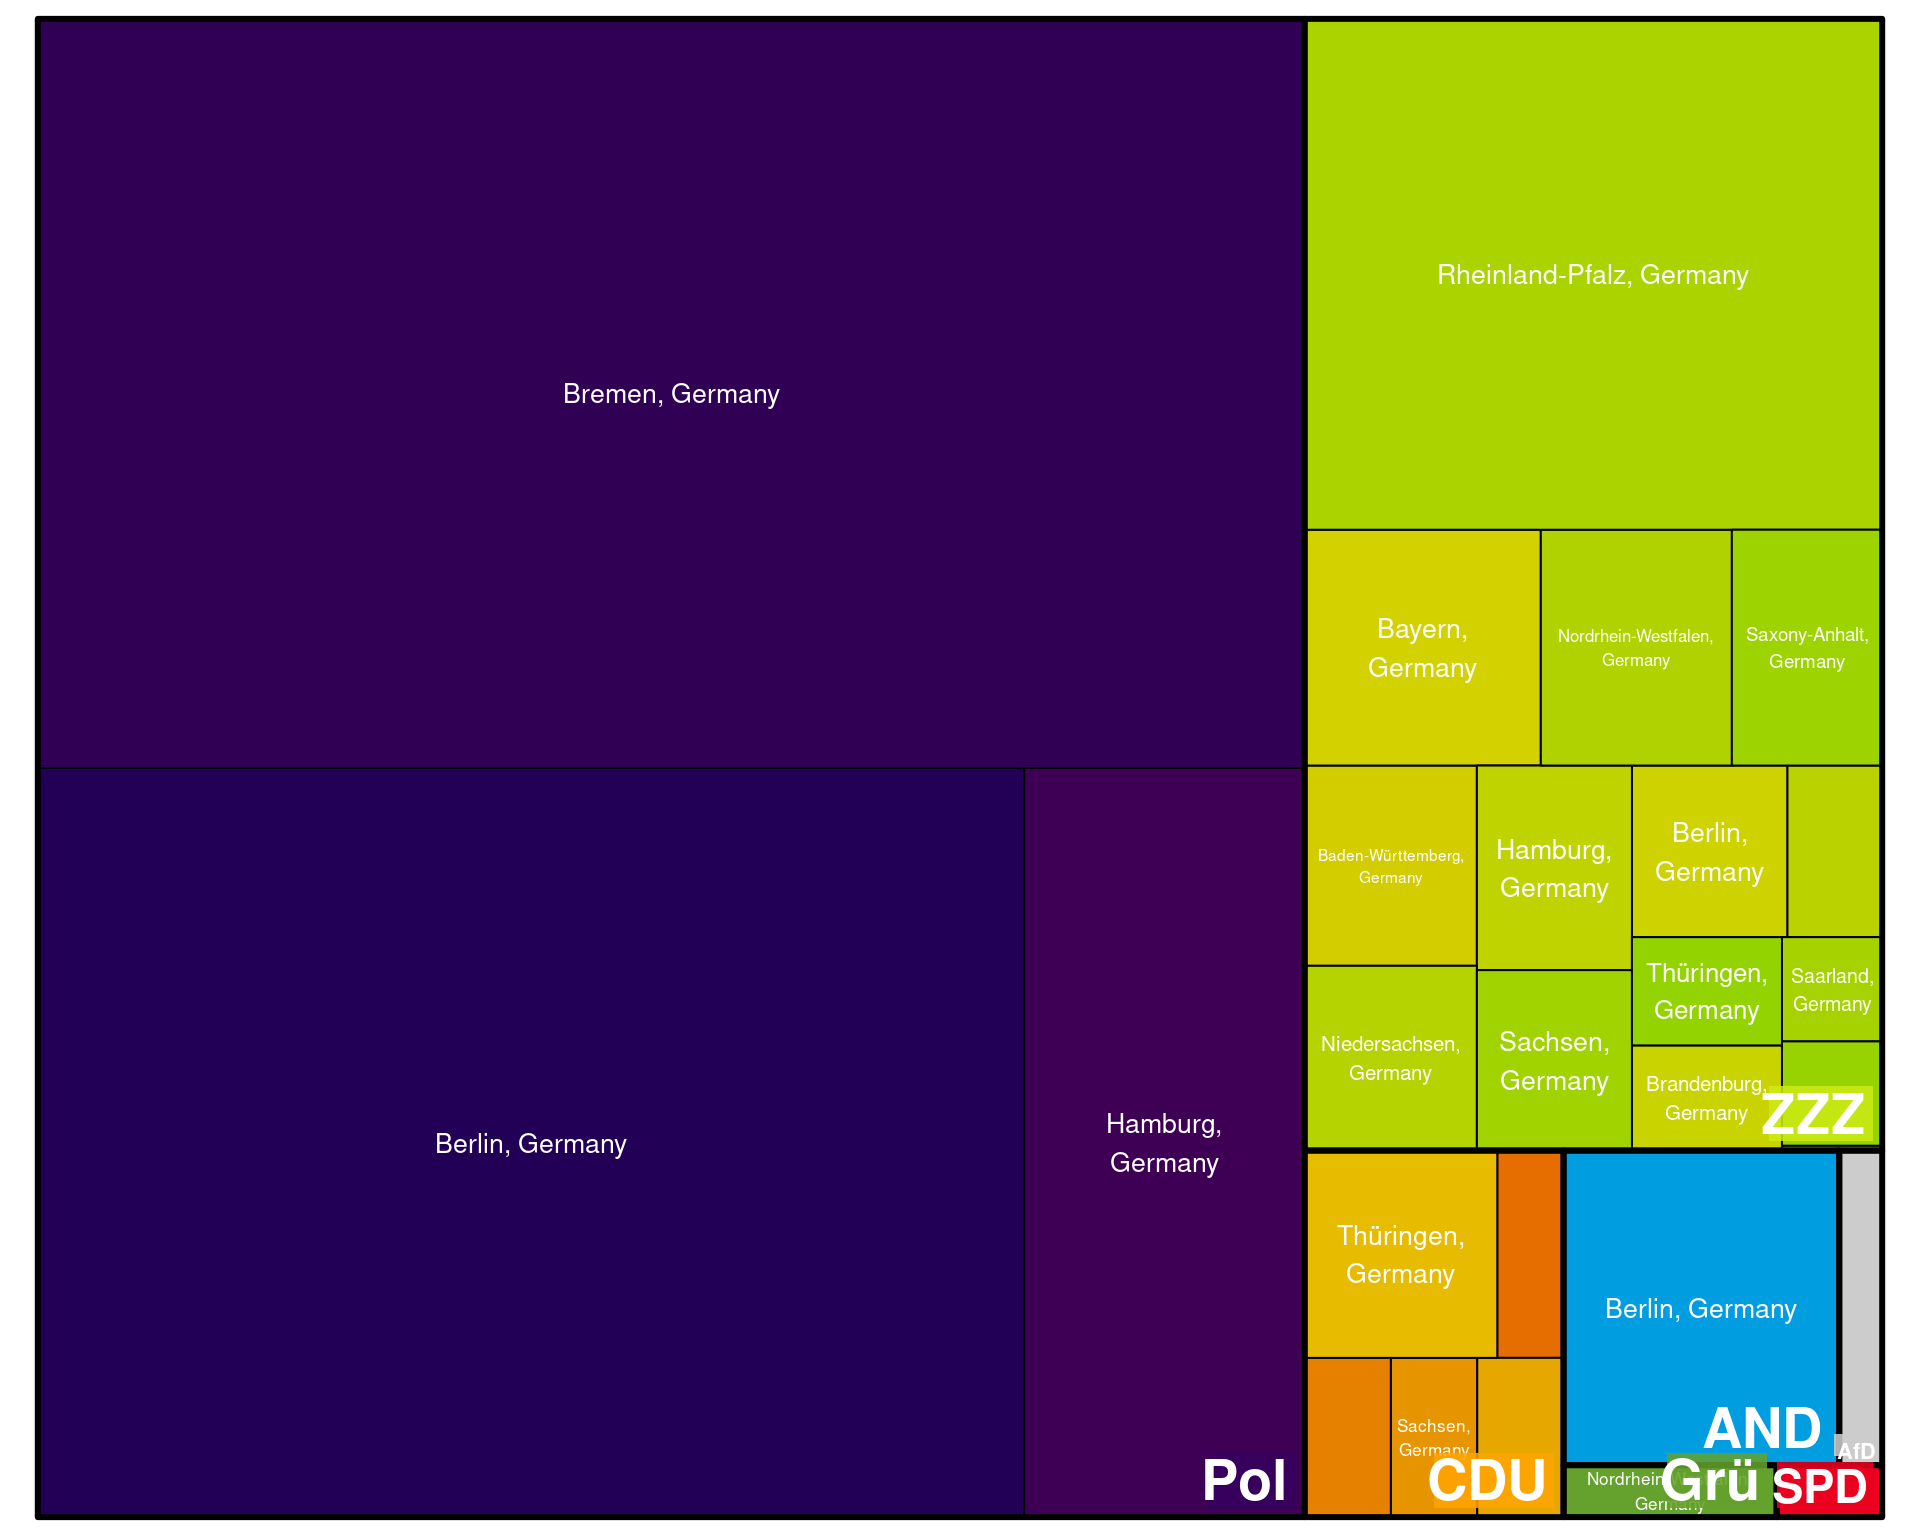 Bremen, Germany
Berlin, Germany
Hamburg,
Germany
Pol
Rheinland-Pfalz, Germany
Bayern,
Germany
Nordrhein-Westfalen,
Germany
Saxony-Anhalt,
Germany
Baden-Württemberg,
Germany
Hamburg,
Germany
Berlin,
Germany
Niedersachsen,
Germany
Sachsen,
Germany
Thüringen,
Germany
Saarland,
Germany
Brandenburg,
Germany
ZZZ
Thüringen,
Germany
Sachsen,
Germany
CDU
Berlin, Germany
AND
AfD
Germany
Grü
SPD